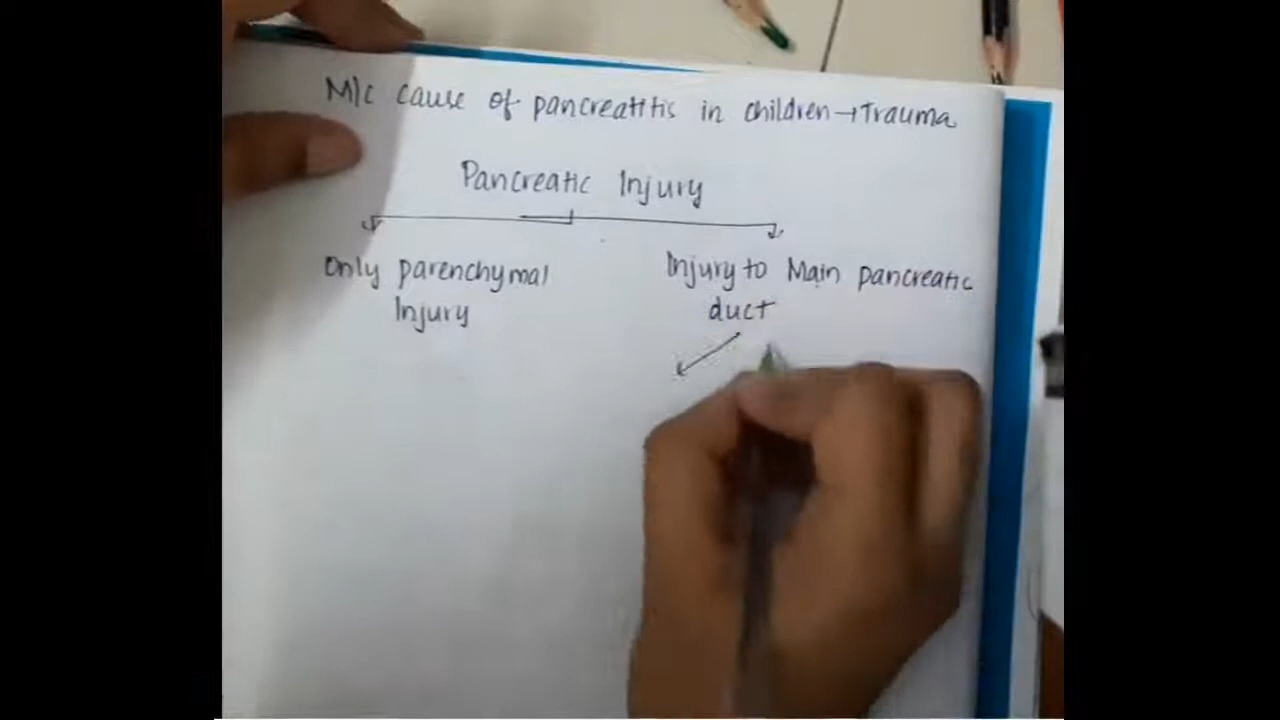 M/c cause of pancreatitis in children → Trauma
Pancreatic Injury
Only parenchymal
Injury
Injury to Main pancreatic
duct